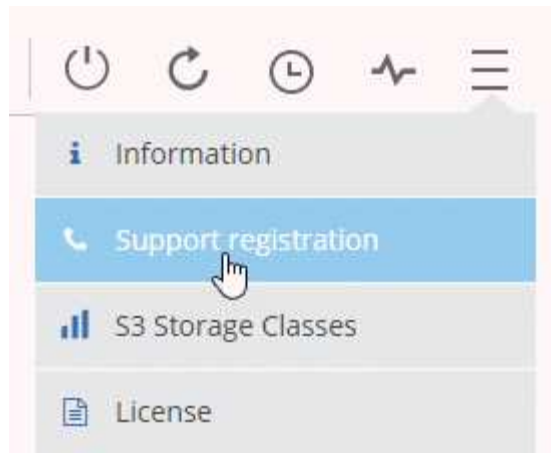 Information
Support registration
S3 Storage Classes
License